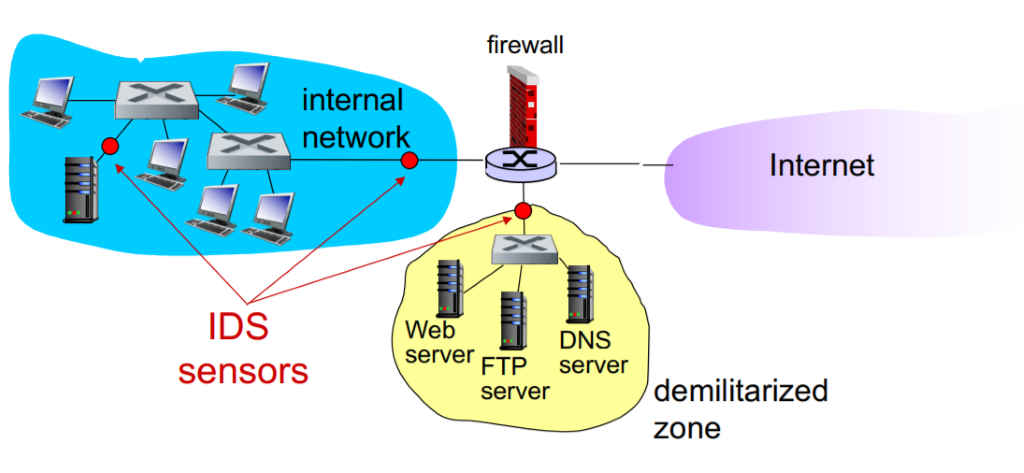 firewall
internal
network
Internet
IDS
sensors
Web
server
FTP
server
DNS
server
demilitarized
zone